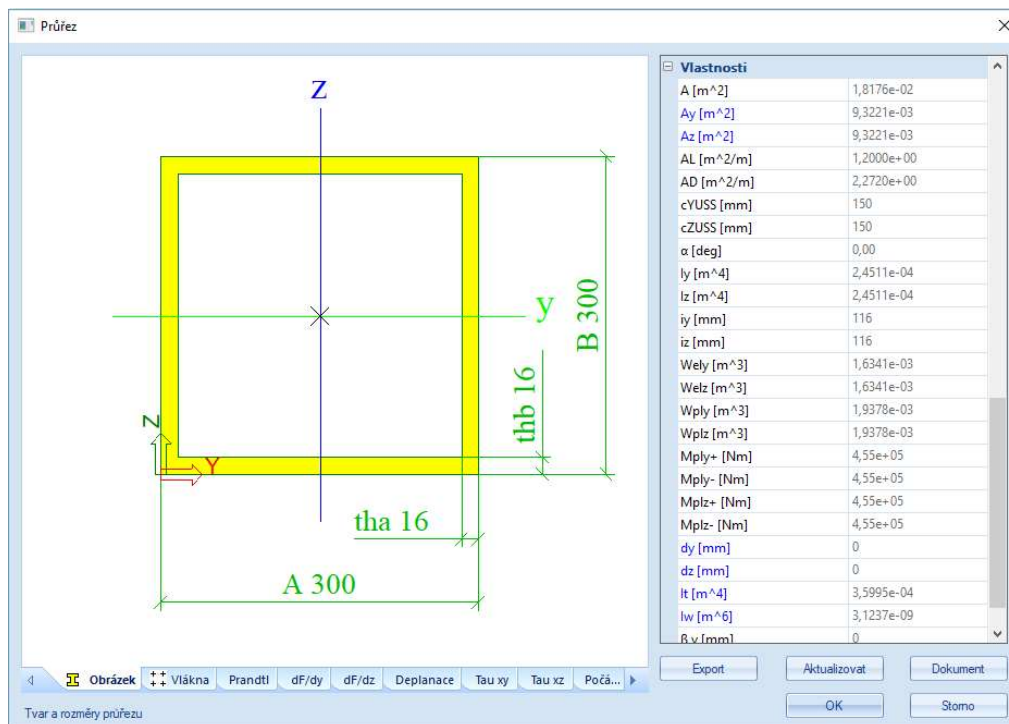 Průřez
z
y
B 300
thb 16
Z
Y
tha 16
A 300
Vlastnosti
A [m^2] 1,8176e-02
Ay [m^2] 9,3221e-03
Az [m^2] 9,3221e-03
AL [m^2/m] 1,2000e+00
AD [m^2/m] 2,2720e+00
cYUSS [mm] 150
cZUSS [mm] 150
α [deg] 0,00
Iy [m^4] 2,4511e-04
Iz [m^4] 2,4511e-04
iy [mm] 116
iz [mm] 116
Wely [m^3] 1,6341e-03
Welz [m^3] 1,6341e-03
Wply [m^3] 1,9378e-03
Wplz [m^3] 1,9378e-03
Mply+ [Nm] 4,55e+05
Mply- [Nm] 4,55e+05
Mplz+ [Nm] 4,55e+05
Mplz- [Nm] 4,55e+05
dy [mm] 0
dz [mm] 0
It [m^4] 3,5995e-04
Iw [m^6] 3,1237e-09
β y [mm] 0
Obrázek Vlákna Prandtl dF/dy dF/dz Deplanace Tau xy Tau xz Počá...
Export Aktualizovat Dokument
OK Storno
Tvar a rozměry průřezu